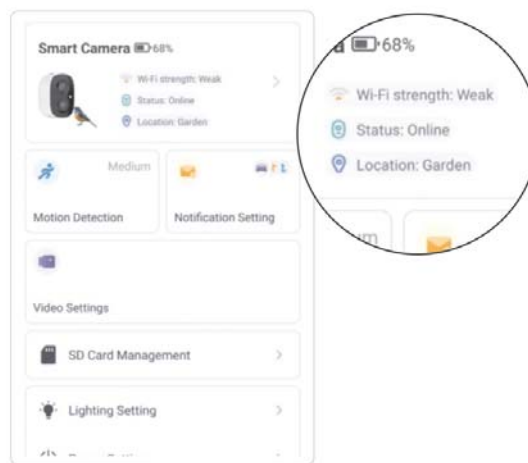 Smart Camera 68%
Wi-Fi strength: Weak
Status: Online
Location: Garden
Medium
Motion Detection
Notification Setting
Video Settings
SD Card Management
Lighting Setting
68%
Wi-Fi strength: Weak
Status: Online
Location: Garden